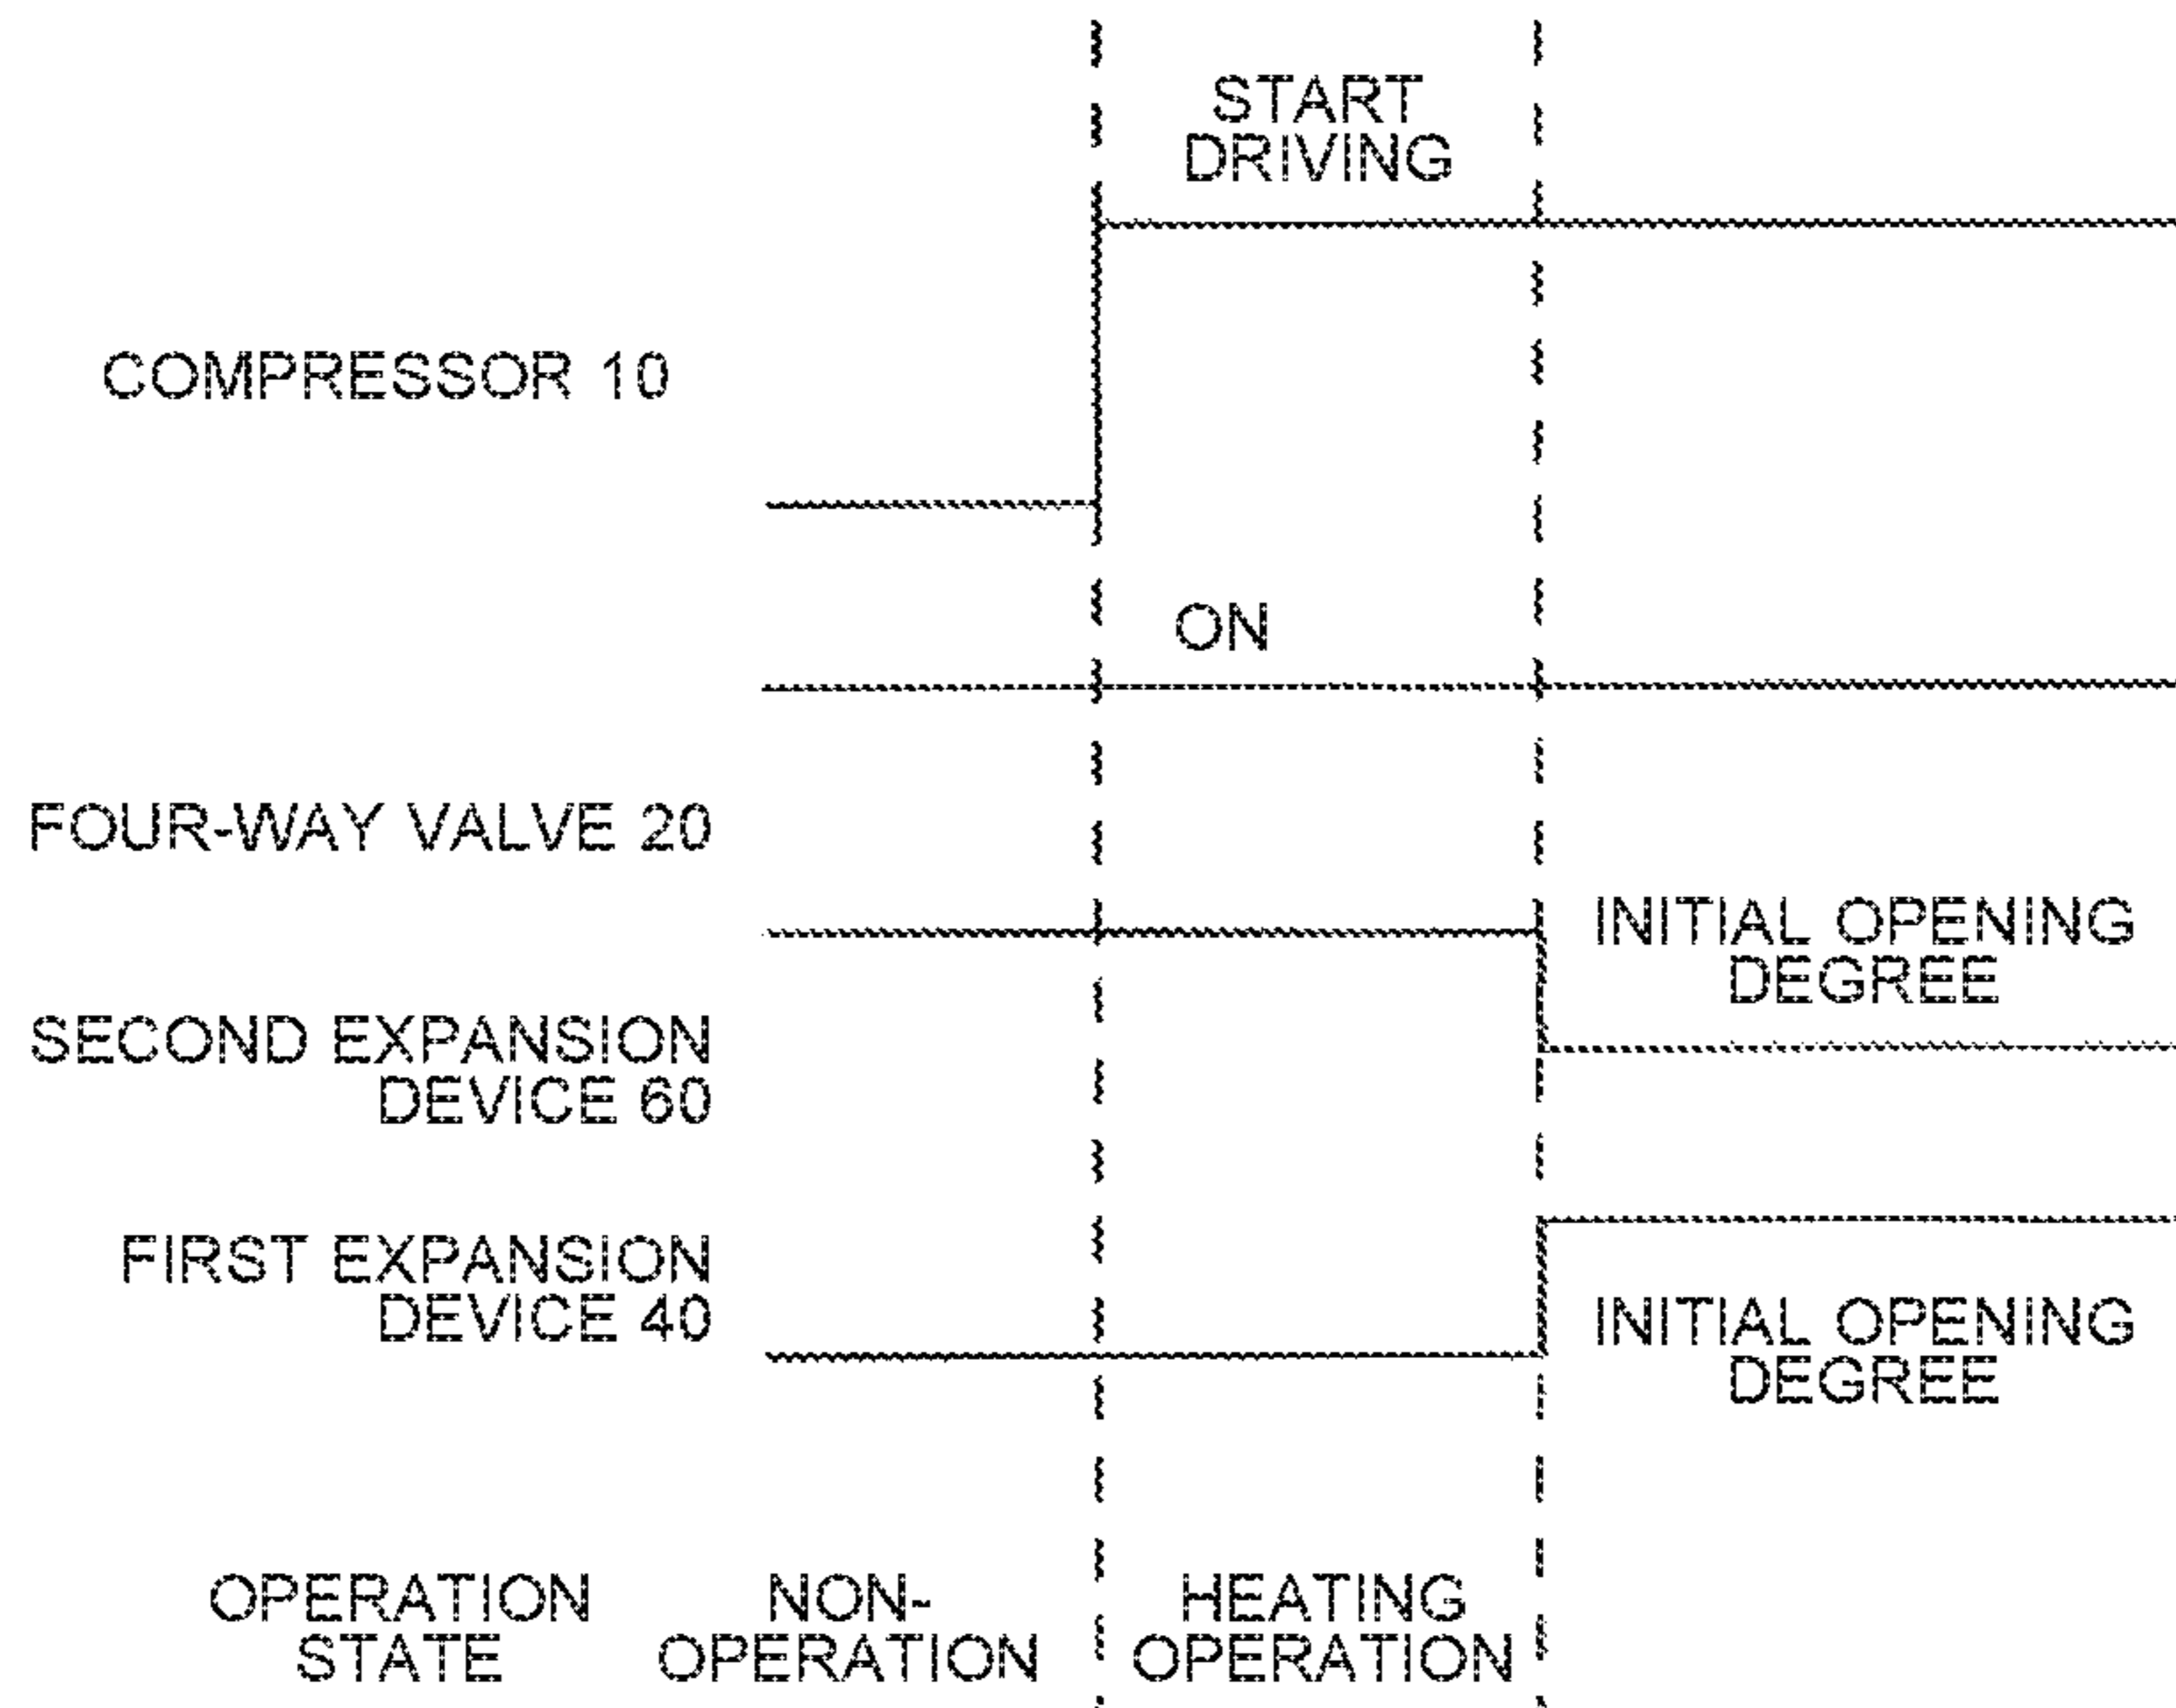 START
DRIVING
COMPRESSOR 10
ON
FOUR-WAY VALVE 20
INITIAL OPENING
DEGREE
SECOND EXPANSION
DEVICE 60
FIRST EXPANSION
DEVICE 40
INITIAL OPENING
DEGREE
OPERATION
STATE
NON-
OPERATION
HEATING
OPERATION